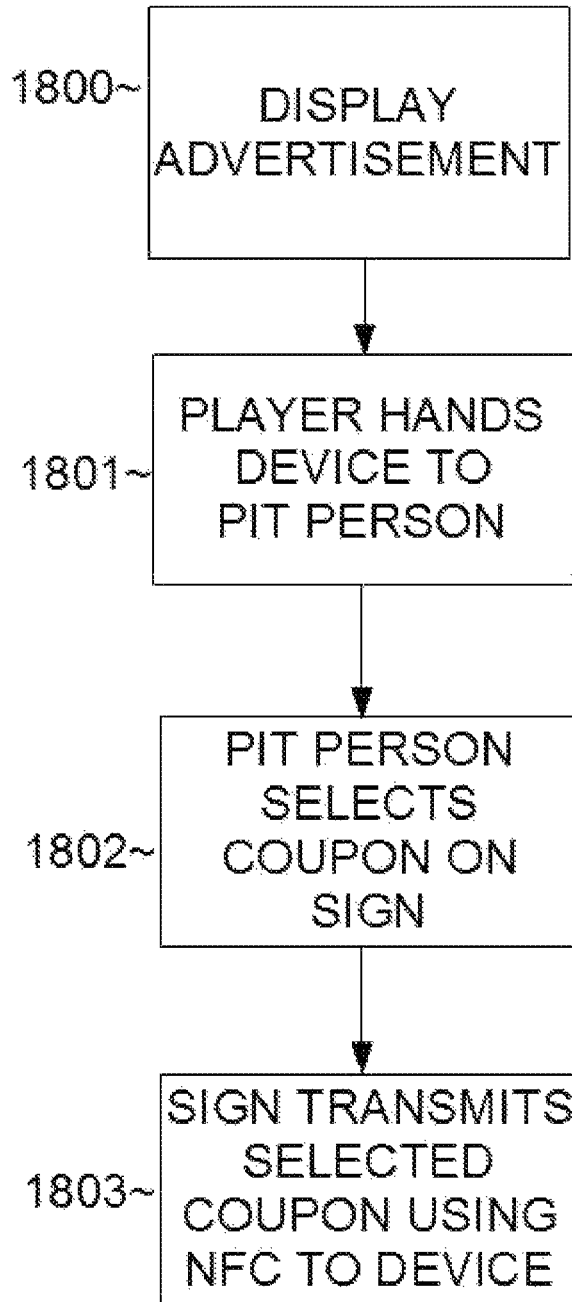 1800~
DISPLAY
ADVERTISEMENT
1801~
PLAYER HANDS
DEVICE TO
PIT PERSON
1802~
PIT PERSON
SELECTS
COUPON ON
SIGN
1803~
SIGN TRANSMITS
SELECTED
COUPON USING
NFC TO DEVICE